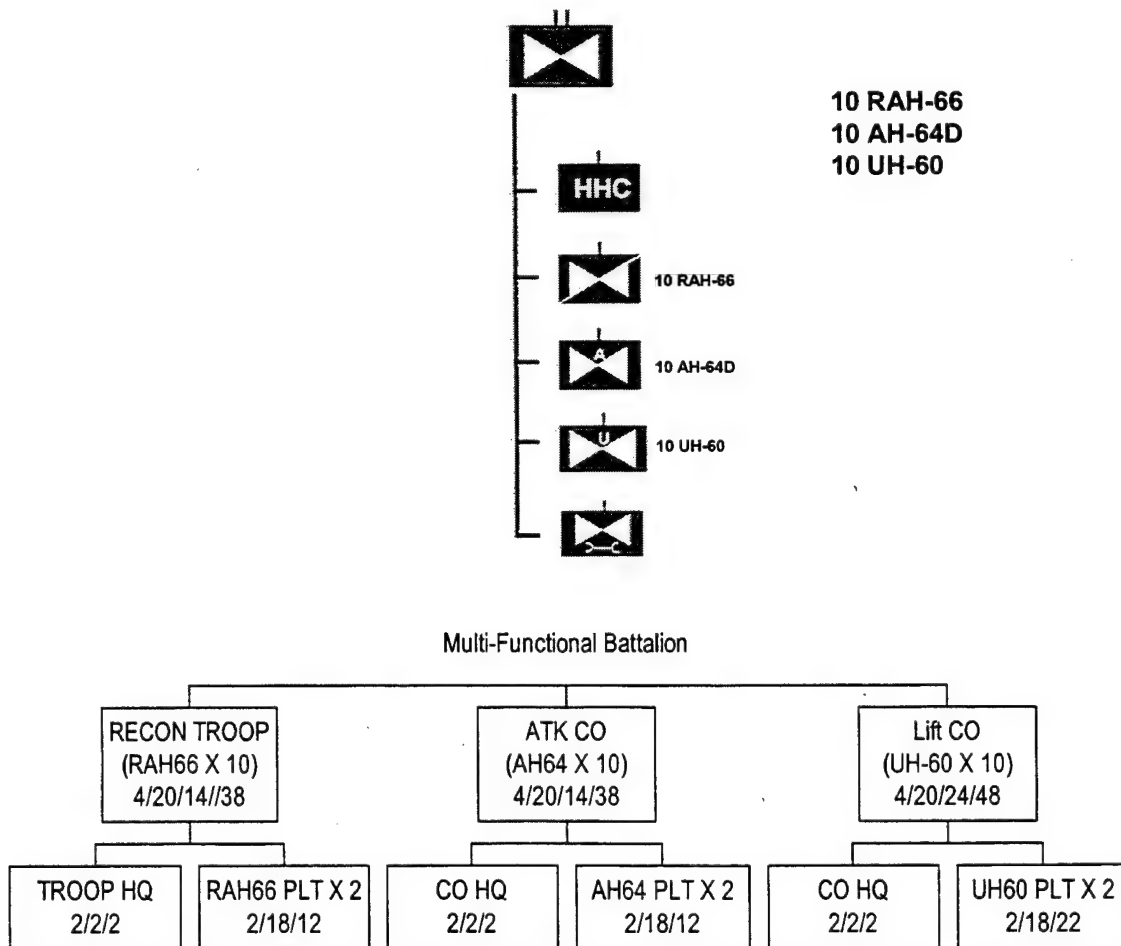 10 RAH-66
10 AH-64D
10 UH-60
HHC
10 RAH-66
A
10 AH-64D
U
10 UH-60
Multi-Functional Battalion
RECON TROOP
(RAH66 X 10)
4/20/14//38
ATK CO
(AH64 X 10)
4/20/14/38
Lift CO
(UH-60 X 10)
4/20/24/48
TROOP HQ
2/2/2
RAH66 PLT X 2
2/18/12
CO HQ
2/2/2
AH64 PLT X 2
2/18/12
CO HQ
2/2/2
UH60 PLT X 2
2/18/22